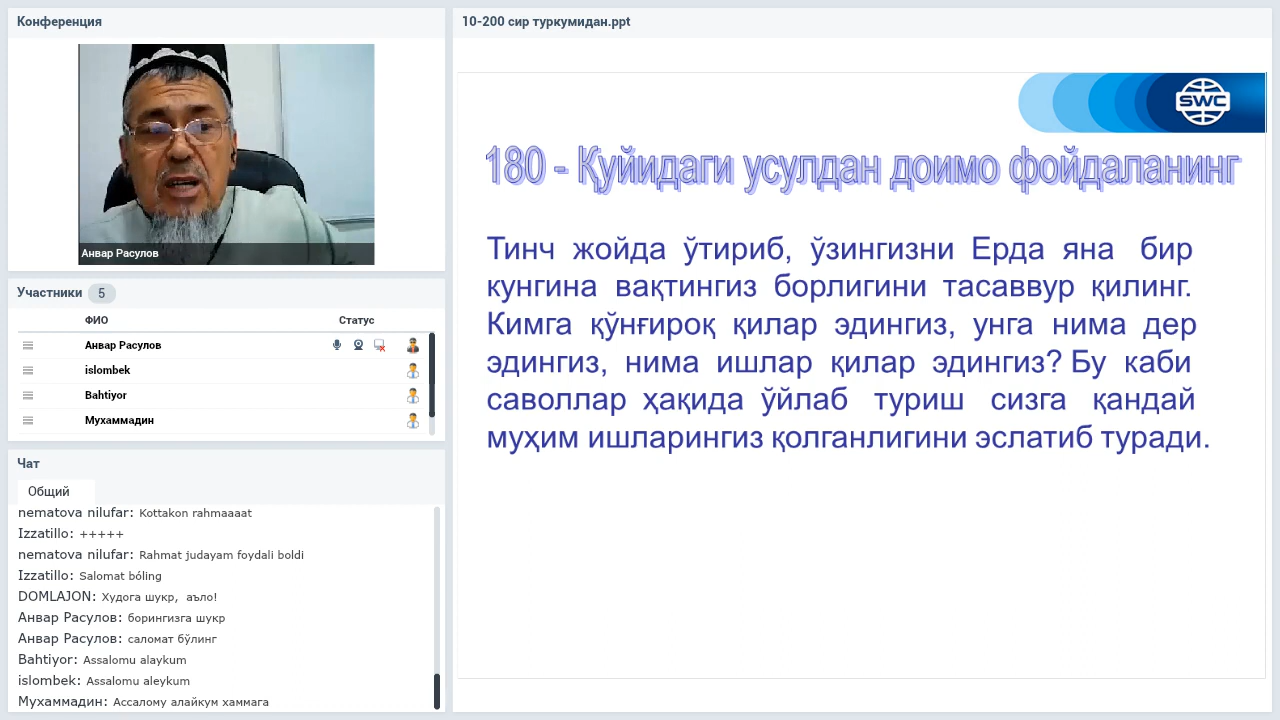 Конференция
Анвар Расулов
Участники 5
ФИО Статус
Анвар Расулов
islombek
Bahtiyor
Мухаммадин
Чат
Общий
nematova nilufar: Kottakon rahmaaaat
Izzatillo: +++++
nematova nilufar: Rahmat judayam foydali boldi
Izzatillo: Salomat bóling
DOMLAJON: Худога шукр, аъло!
Анвар Расулов: борингизга шукр
Анвар Расулов: саломат бўлинг
Bahtiyor: Assalomu alaykum
islombek: Assalomu aleykum
Мухаммадин: Ассалому алайкум хаммага
10-200 сир туркумидан.ppt
SWC
180 - Қуйидаги усулдан доимо фойдаланинг
Тинч жойда ўтириб, ўзингизни Ерда яна бир
кунгина вақтингиз борлигини тасаввур қилинг.
Кимга қўнғироқ қилар эдингиз, унга нима дер
эдингиз, нима ишлар қилар эдингиз? Бу каби
саволлар ҳақида ўйлаб туриш сизга қандай
муҳим ишларингиз қолганлигини эслатиб туради.